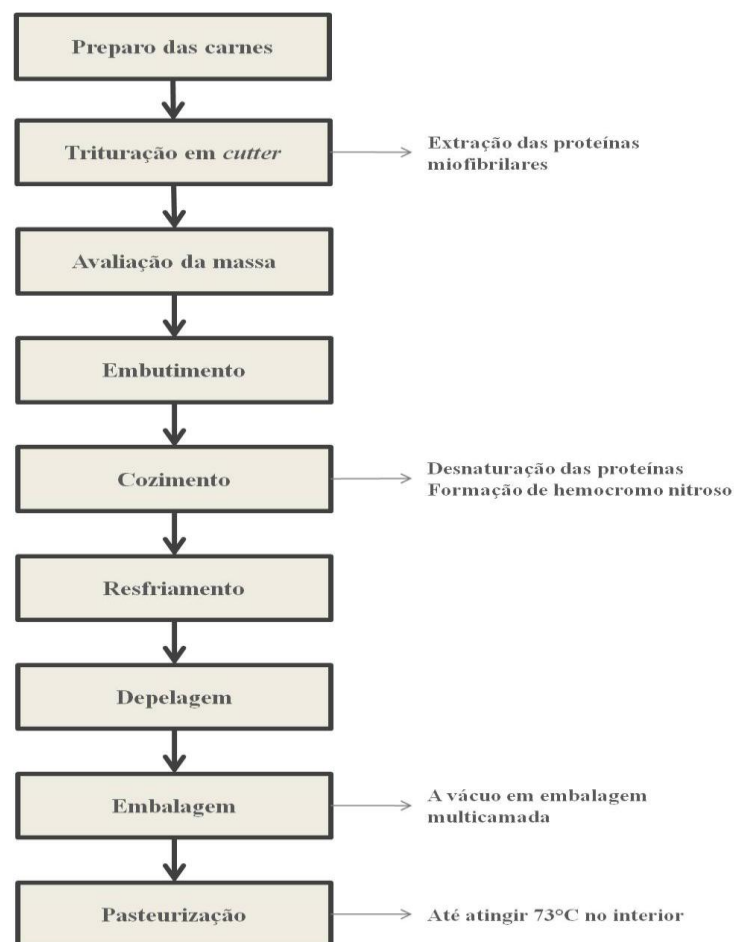 Preparo das carnes
Trituração em cutter
Extração das proteínas
miofibrilares
Avaliação da massa
Embutimento
Cozimento
Desnaturação das proteínas
Formação de hemocromo nitroso
Resfriamento
Depelagem
Embalagem
A vácuo em embalagem
multicamada
Pasteurização
Até atingir 73°C no interior